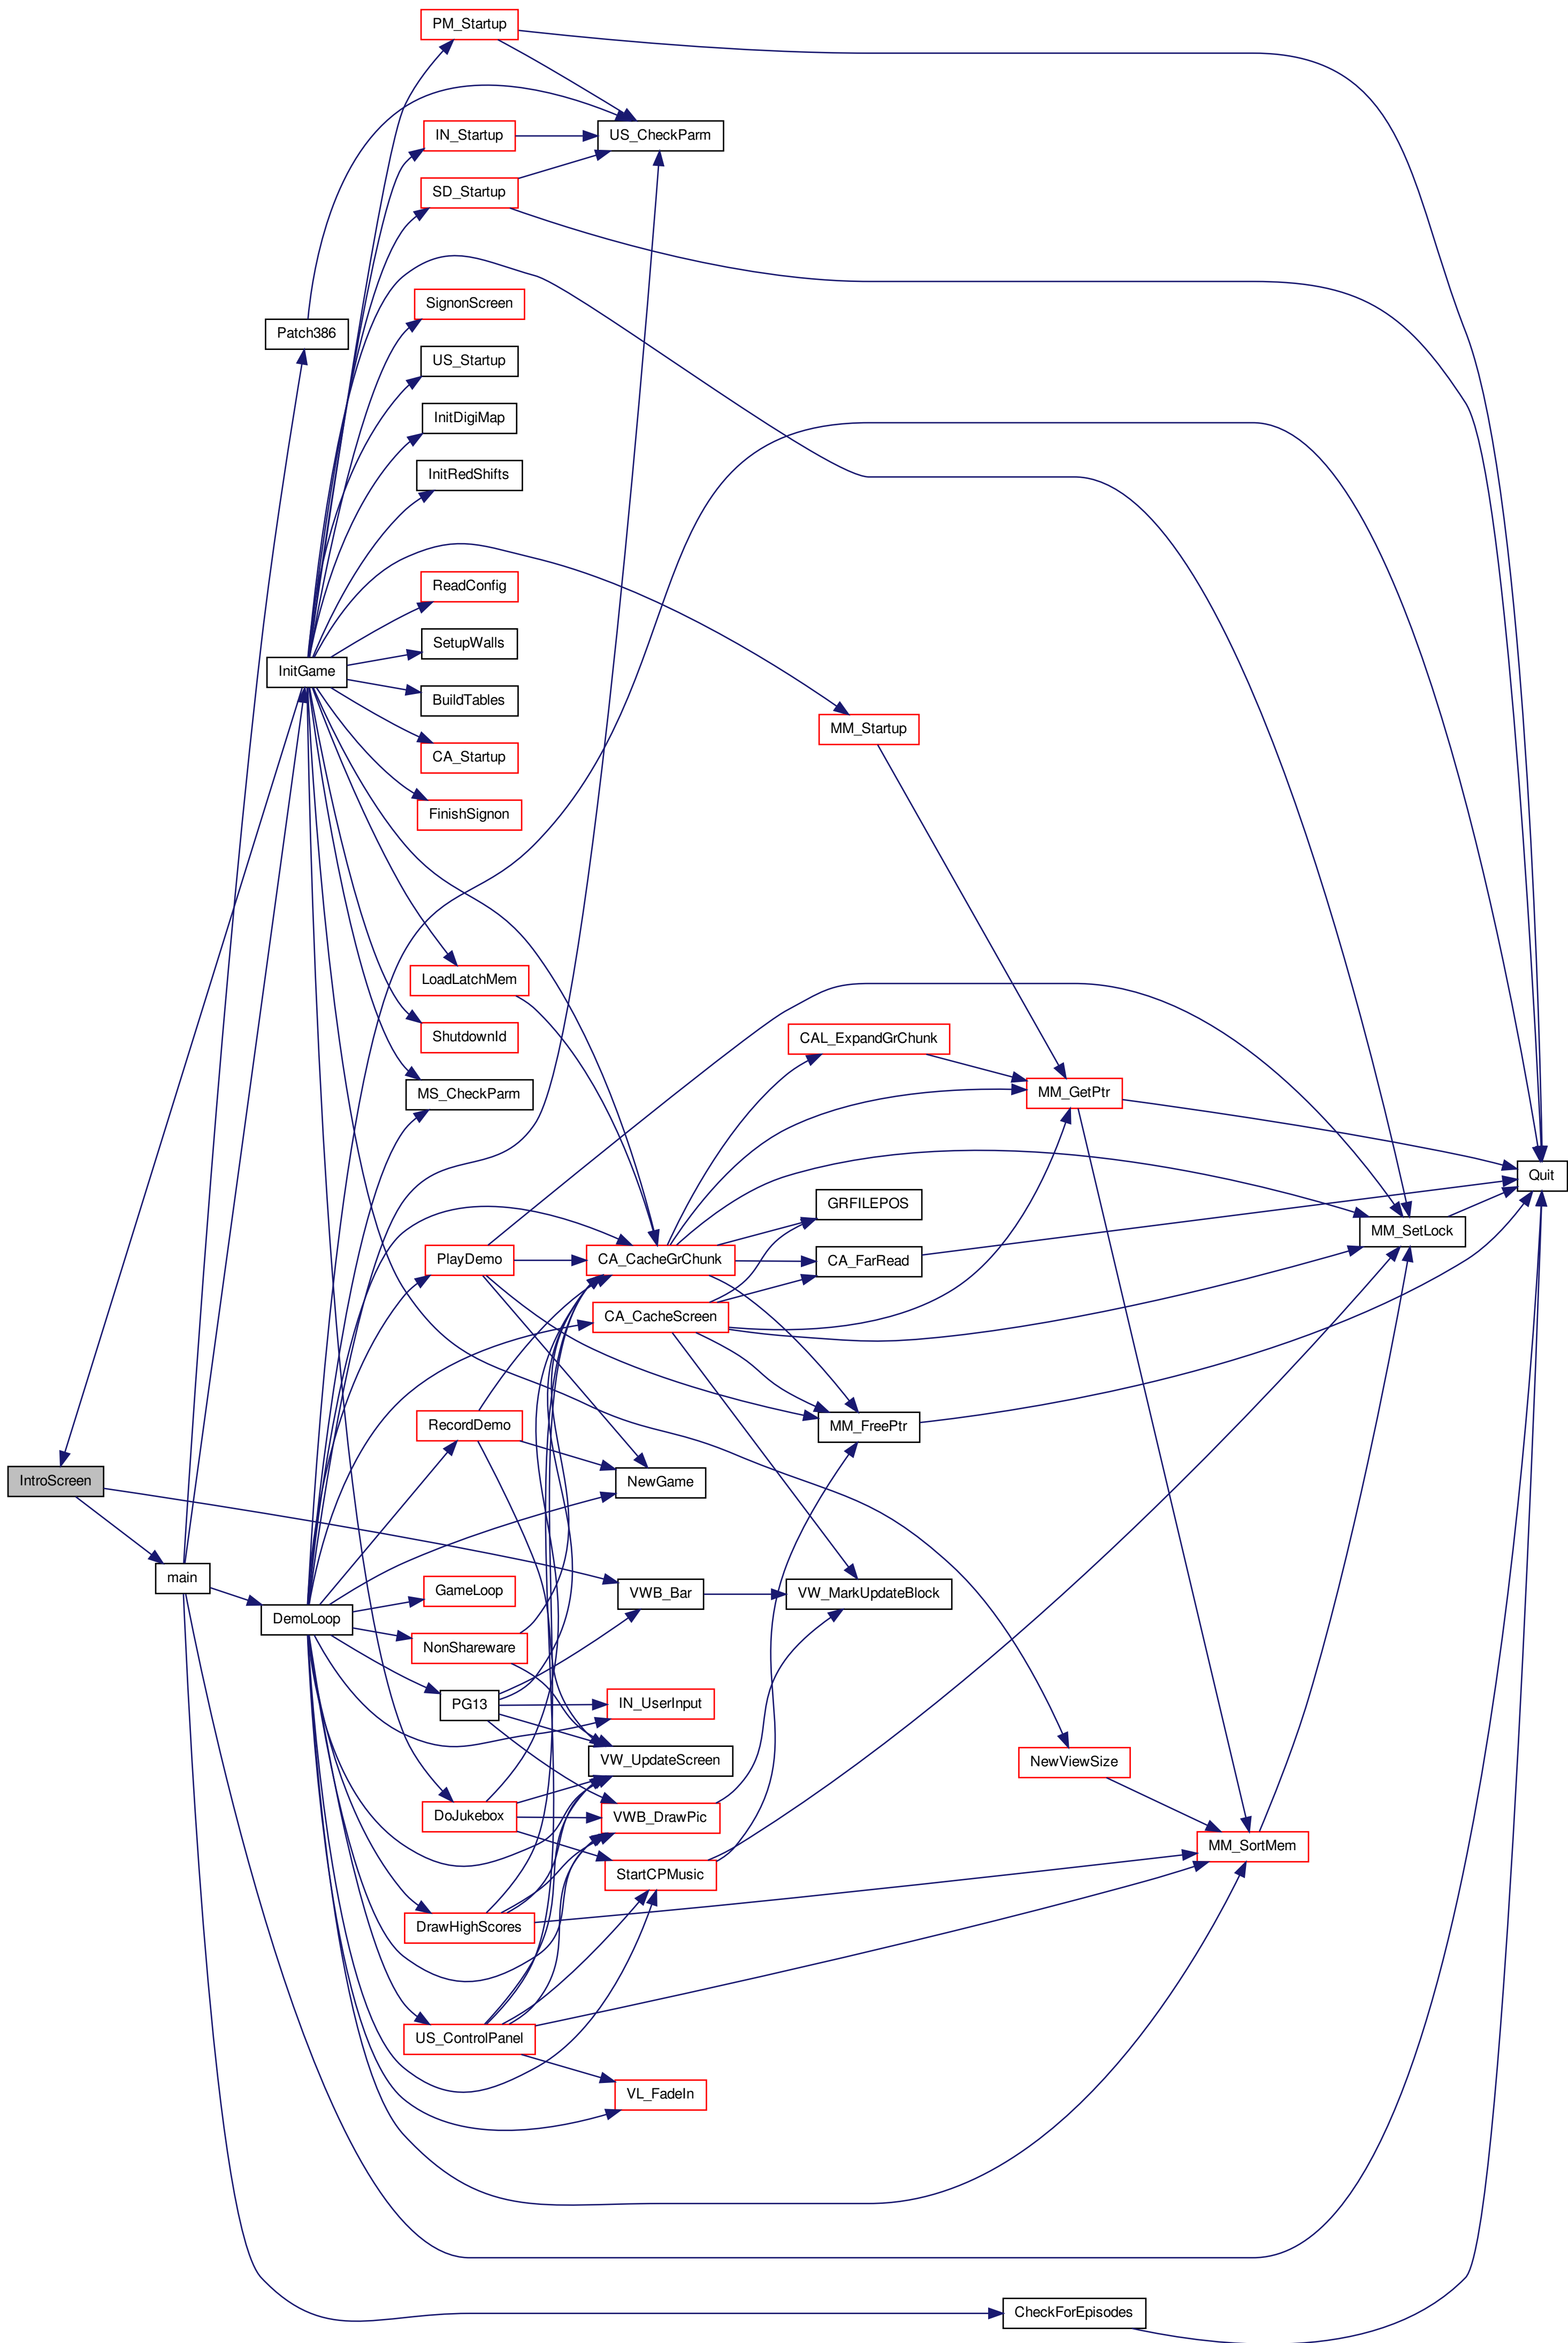 PM_Startup
US_CheckParm
IN_Startup
SD_Startup
SignonScreen
Patch386
US_Startup
InitDigiMap
InitRedShifts
ReadConfig
SetupWalls
InitGame
BuildTables
MM_Startup
CA_Startup
FinishSignon
LoadLatchMem
ShutdownId
CAL_ExpandGrChunk
MS_CheckParm
MM_GetPtr
Quit
GRFILEPOS
MM_SetLock
PlayDemo
CA_CacheGrChunk
CA_FarRead
CA_CacheScreen
RecordDemo
MM_FreePtr
IntroScreen
NewGame
main
GameLoop
VWB_Bar
VW_MarkUpdateBlock
DemoLoop
NonShareware
PG13
IN_UserInput
VW_UpdateScreen
NewViewSize
DoJukebox
VWB_DrawPic
MM_SortMem
StartCPMusic
DrawHighScores
US_ControlPanel
VL_FadeIn
CheckForEpisodes